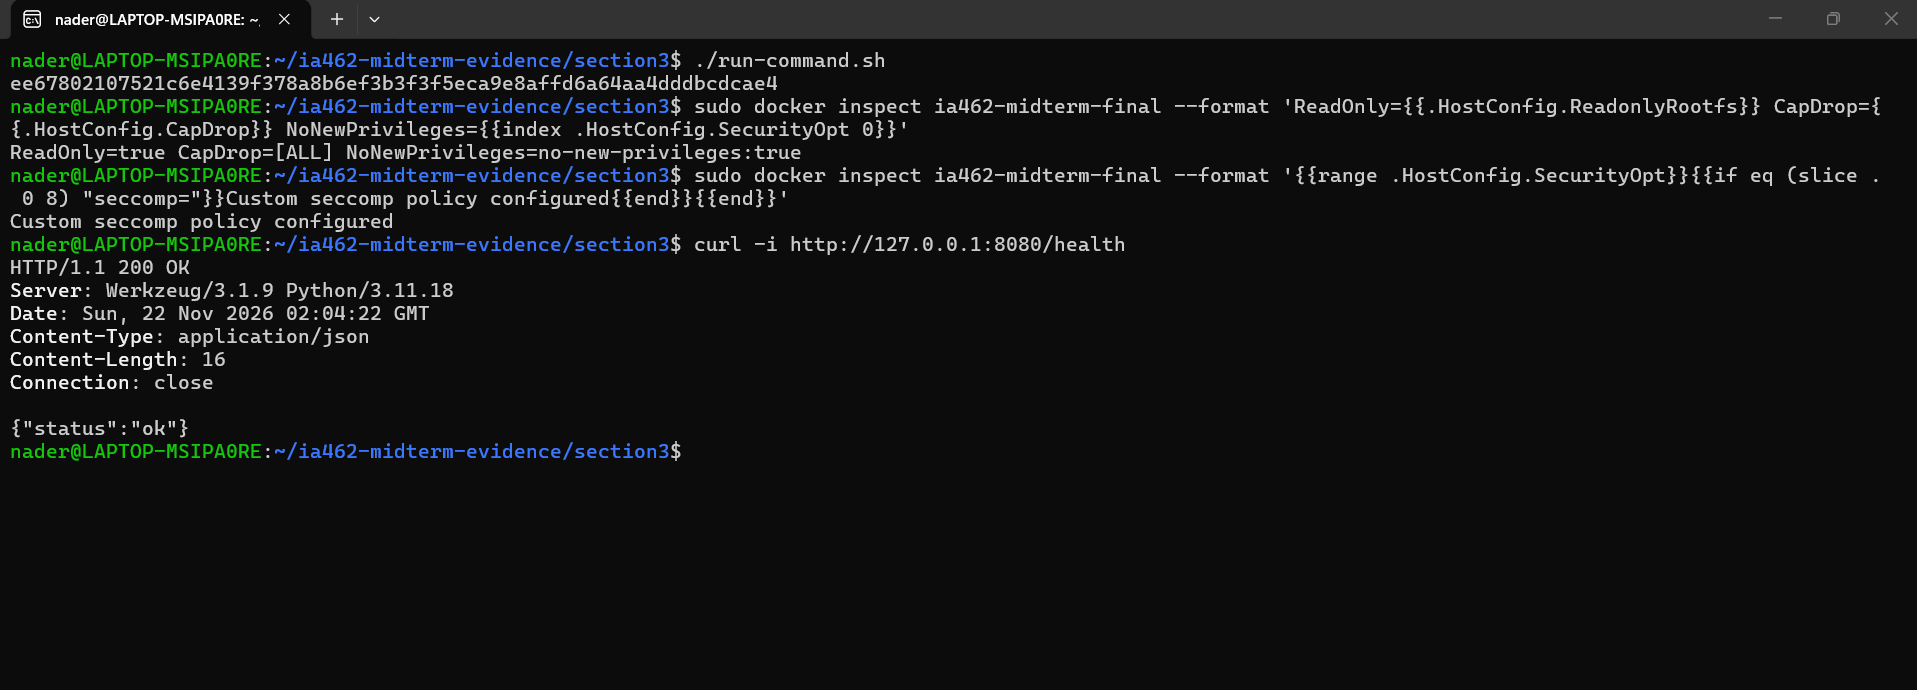 nader@LAPTOP-MSIPA0RE: ~,
nader@LAPTOP-MSIPA0RE:~/ia462-midterm-evidence/section3$ ./run-command.sh
ee67802107521c6e4139f378a8b6ef3b3f3f5eca9e8affd6a64aa4dddbcdcae4
nader@LAPTOP-MSIPA0RE:~/ia462-midterm-evidence/section3$ sudo docker inspect ia462-midterm-final --format 'ReadOnly={{.HostConfig.ReadonlyRootfs}} CapDrop={
{.HostConfig.CapDrop}} NoNewPrivileges={{index .HostConfig.SecurityOpt 0}}'
ReadOnly=true CapDrop=[ALL] NoNewPrivileges=no-new-privileges:true
nader@LAPTOP-MSIPA0RE:~/ia462-midterm-evidence/section3$ sudo docker inspect ia462-midterm-final --format '{{range .HostConfig.SecurityOpt}}{{if eq (slice .
 0 8) "seccomp="}}Custom seccomp policy configured{{end}}{{end}}'
Custom seccomp policy configured
nader@LAPTOP-MSIPA0RE:~/ia462-midterm-evidence/section3$ curl -i http://127.0.0.1:8080/health
HTTP/1.1 200 OK
Server: Werkzeug/3.1.9 Python/3.11.18
Date: Sun, 22 Nov 2026 02:04:22 GMT
Content-Type: application/json
Content-Length: 16
Connection: close

{"status":"ok"}
nader@LAPTOP-MSIPA0RE:~/ia462-midterm-evidence/section3$